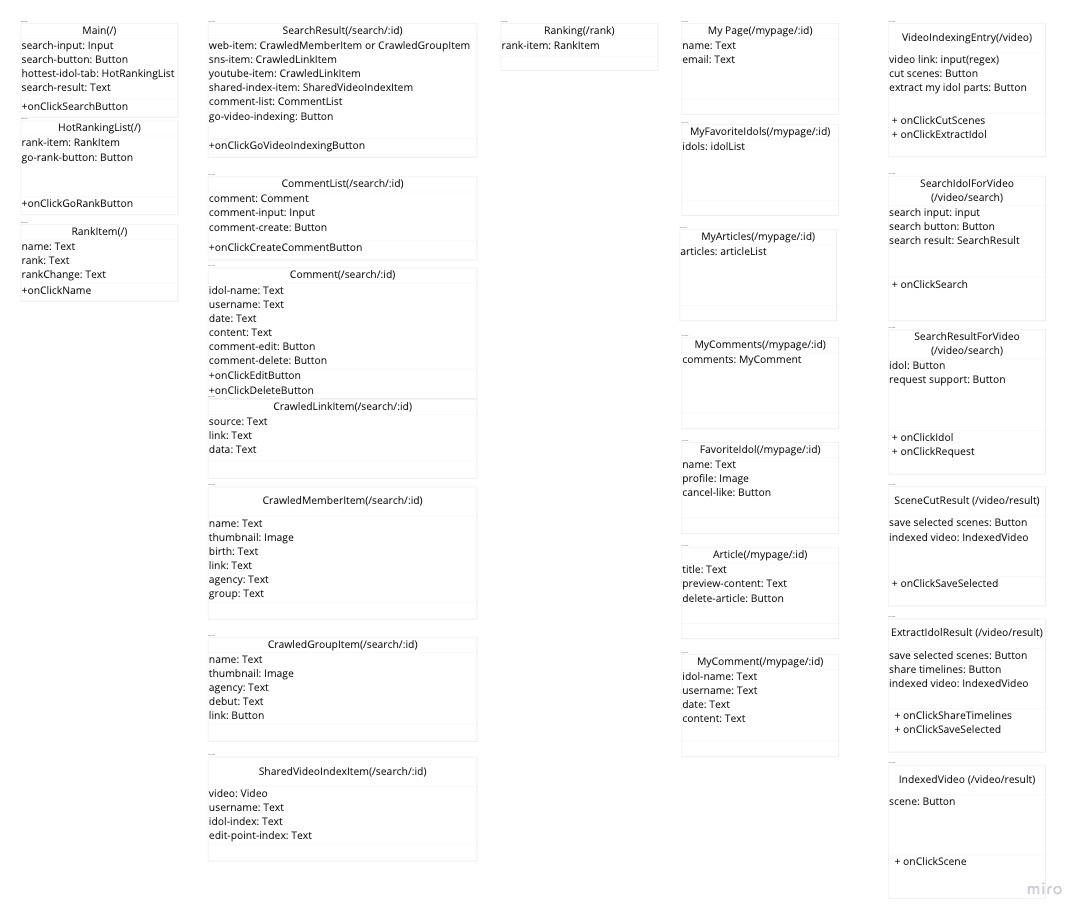 Main(/)
search-input: Input
search-button: Button
hottest-idol-tab: HotRankingList
search-result: Text
+onClickSearchButton
HotRankingList(/)
rank-item: RankItem
go-rank-button: Button
+onClickGoRankButton
RankItem(/)
name: Text
rank: Text
rankChange: Text
+onClickName
SearchResult(/search/:id)
web-item: CrawledMemberItem or CrawledGroupItem
sns-item: CrawledLinkItem
youtube-item: CrawledLinkItem
shared-index-item: SharedVideoIndexItem
comment-list: CommentList
go-video-indexing: Button
+onClickGoVideoIndexingButton
CommentList(/search/:id)
comment: Comment
comment-input: Input
comment-create: Button
+onClickCreateCommentButton
Comment(/search/:id)
idol-name: Text
username: Text
date: Text
content: Text
comment-edit: Button
comment-delete: Button
+onClickEditButton
+onClickDeleteButton
CrawledLinkItem(/search/:id)
source: Text
link: Text
data: Text
CrawledMemberItem(/search/:id)
name: Text
thumbnail: Image
birth: Text
link: Text
agency: Text
group: Text
CrawledGroupItem(/search/:id)
name: Text
thumbnail: Image
agency: Text
debut: Text
link: Button
SharedVideoIndexItem(/search/:id)
video: Video
username: Text
idol-index: Text
edit-point-index: Text
Ranking(/rank)
rank-item: RankItem
My Page(/mypage/:id)
name: Text
email: Text
MyFavoriteIdols(/mypage/:id)
idols: idolList
MyArticles(/mypage/:id)
articles: articleList
MyComments(/mypage/:id)
comments: MyComment
FavoriteIdol(/mypage/:id)
name: Text
profile: Image
cancel-like: Button
Article(/mypage/:id)
title: Text
preview-content: Text
delete-article: Button
MyComment(/mypage/:id)
idol-name: Text
username: Text
date: Text
content: Text
VideoIndexingEntry(/video)
video link: input(regex)
cut scenes: Button
extract my idol parts: Button
+ onClickCutScenes
+ onClickExtractIdol
SearchIdolForVideo
(/video/search)
search input: input
search button: Button
search result: SearchResult
+ onClickSearch
SearchResultForVideo
(/video/search)
idol: Button
request support: Button
+ onClickIdol
+ onClickRequest
SceneCutResult (/video/result)
save selected scenes: Button
indexed video: IndexedVideo
+ onClickSaveSelected
ExtractIdolResult (/video/result)
save selected scenes: Button
share timelines: Button
indexed video: IndexedVideo
+ onClickShareTimelines
+ onClickSaveSelected
IndexedVideo (/video/result)
scene: Button
+ onClickScene
miro